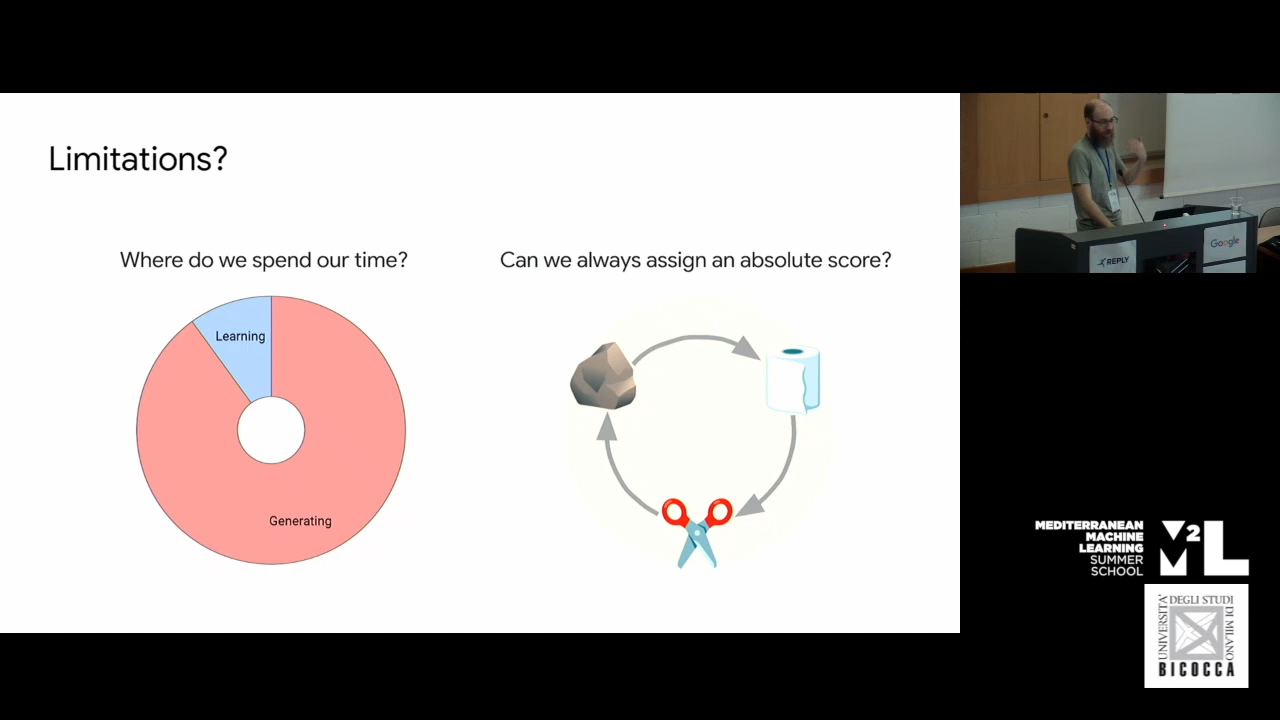 Limitations?
Where do we spend our time?
Can we always assign an absolute score?
Learning
Generating
REPLY
Google
MEDITERRANEAN
MACHINE
LEARNING
SUMMER
SCHOOL
M2L
UNIVERSITA'
DEGLI STUDI
DI MILANO
BICOCCA